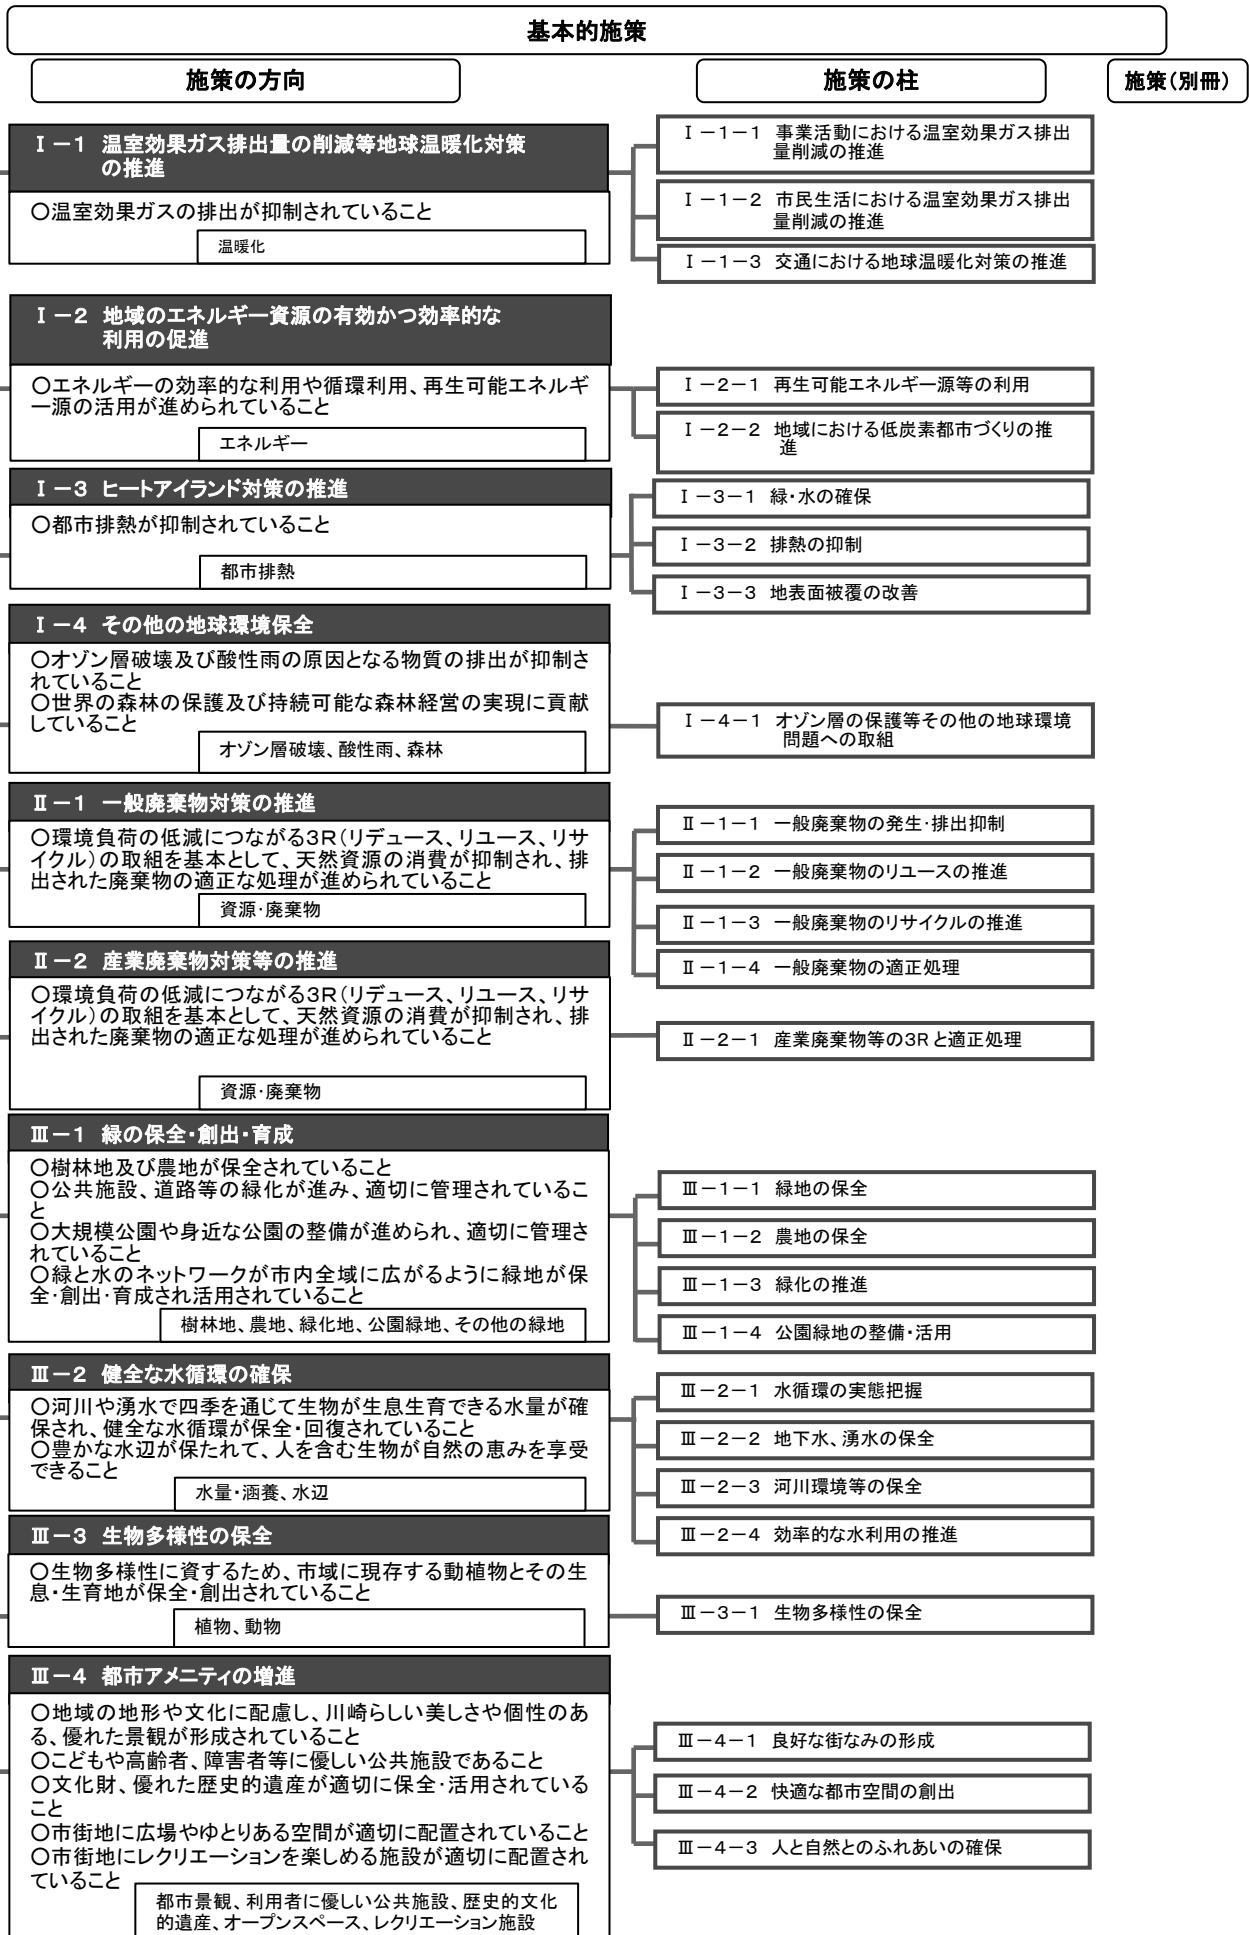 基本的施策
施策の方向
施策の柱
施策(別冊)
Ⅰ－1 温室効果ガス排出量の削減等地球温暖化対策
の推進
○温室効果ガスの排出が抑制されていること
温暖化
Ⅰ－1－1 事業活動における温室効果ガス排出
量削減の推進
Ⅰ－1－2 市民生活における温室効果ガス排出
量削減の推進
Ⅰ－1－3 交通における地球温暖化対策の推進
Ⅰ－2 地域のエネルギー資源の有効かつ効率的な
利用の促進
○エネルギーの効率的な利用や循環利用、再生可能エネルギ
ー源の活用が進められていること
エネルギー
Ⅰ－2－1 再生可能エネルギー源等の利用
Ⅰ－2－2 地域における低炭素都市づくりの推
進
Ⅰ－3 ヒートアイランド対策の推進
○都市排熱が抑制されていること
都市排熱
Ⅰ－3－1 緑・水の確保
Ⅰ－3－2 排熱の抑制
Ⅰ－3－3 地表面被覆の改善
Ⅰ－4 その他の地球環境保全
○オゾン層破壊及び酸性雨の原因となる物質の排出が抑制さ
れていること
○世界の森林の保護及び持続可能な森林経営の実現に貢献
していること
オゾン層破壊、酸性雨、森林
Ⅰ－4－1 オゾン層の保護等その他の地球環境
問題への取組
Ⅱ－1 一般廃棄物対策の推進
○環境負荷の低減につながる3R(リデュース、リユース、リサ
イクル)の取組を基本として、天然資源の消費が抑制され、排
出された廃棄物の適正な処理が進められていること
資源・廃棄物
Ⅱ－1－1 一般廃棄物の発生・排出抑制
Ⅱ－1－2 一般廃棄物のリユースの推進
Ⅱ－1－3 一般廃棄物のリサイクルの推進
Ⅱ－1－4 一般廃棄物の適正処理
Ⅱ－2 産業廃棄物対策等の推進
○環境負荷の低減につながる3R(リデュース、リユース、リサ
イクル)の取組を基本として、天然資源の消費が抑制され、排
出された廃棄物の適正な処理が進められていること
資源・廃棄物
Ⅱ－2－1 産業廃棄物等の3Rと適正処理
Ⅲ－1 緑の保全・創出・育成
○樹林地及び農地が保全されていること
○公共施設、道路等の緑化が進み、適切に管理されているこ
と
○大規模公園や身近な公園の整備が進められ、適切に管理さ
れていること
○緑と水のネットワークが市内全域に広がるように緑地が保
全・創出・育成され活用されていること
樹林地、農地、緑化地、公園緑地、その他の緑地
Ⅲ－1－1 緑地の保全
Ⅲ－1－2 農地の保全
Ⅲ－1－3 緑化の推進
Ⅲ－1－4 公園緑地の整備・活用
Ⅲ－2 健全な水循環の確保
○河川や湧水で四季を通じて生物が生息生育できる水量が確
保され、健全な水循環が保全・回復されていること
○豊かな水辺が保たれて、人を含む生物が自然の恵みを享受
できること
水量・涵養、水辺
Ⅲ－2－1 水循環の実態把握
Ⅲ－2－2 地下水、湧水の保全
Ⅲ－2－3 河川環境等の保全
Ⅲ－2－4 効率的な水利用の推進
Ⅲ－3 生物多様性の保全
○生物多様性に資するため、市域に現存する動植物とその生
息・生育地が保全・創出されていること
植物、動物
Ⅲ－3－1 生物多様性の保全
Ⅲ－4 都市アメニティの増進
○地域の地形や文化に配慮し、川崎らしい美しさや個性のあ
る、優れた景観が形成されていること
○こどもや高齢者、障害者等に優しい公共施設であること
○文化財、優れた歴史的遺産が適切に保全・活用されている
こと
○市街地に広場やゆとりある空間が適切に配置されていること
○市街地にレクリエーションを楽しめる施設が適切に配置され
ていること
都市景観、利用者に優しい公共施設、歴史的文化
的遺産、オープンスペース、レクリエーション施設
Ⅲ－4－1 良好な街なみの形成
Ⅲ－4－2 快適な都市空間の創出
Ⅲ－4－3 人と自然とのふれあいの確保